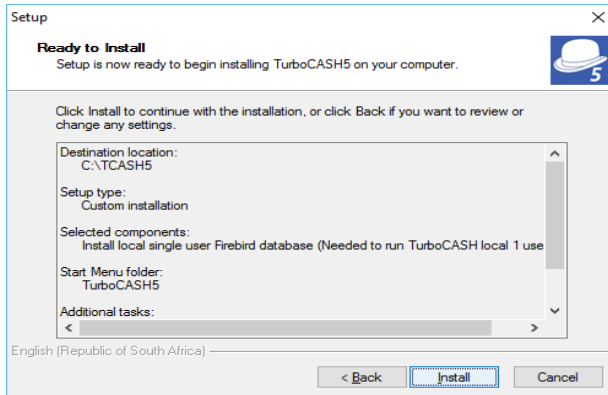 Setup
Ready to Install
Setup is now ready to begin installing TurboCASH5 on your computer.
5
Click Install to continue with the installation, or click Back if you want to review or
change any settings.
Destination location:
C:\TCASH5
Setup type:
Custom installation
Selected components:
Install local single user Firebird database (Needed to run TurboCASH local 1 use
Start Menu folder:
TurboCASH5
Additional tasks:
English (Republic of South Africa)
< Back
Install
Cancel